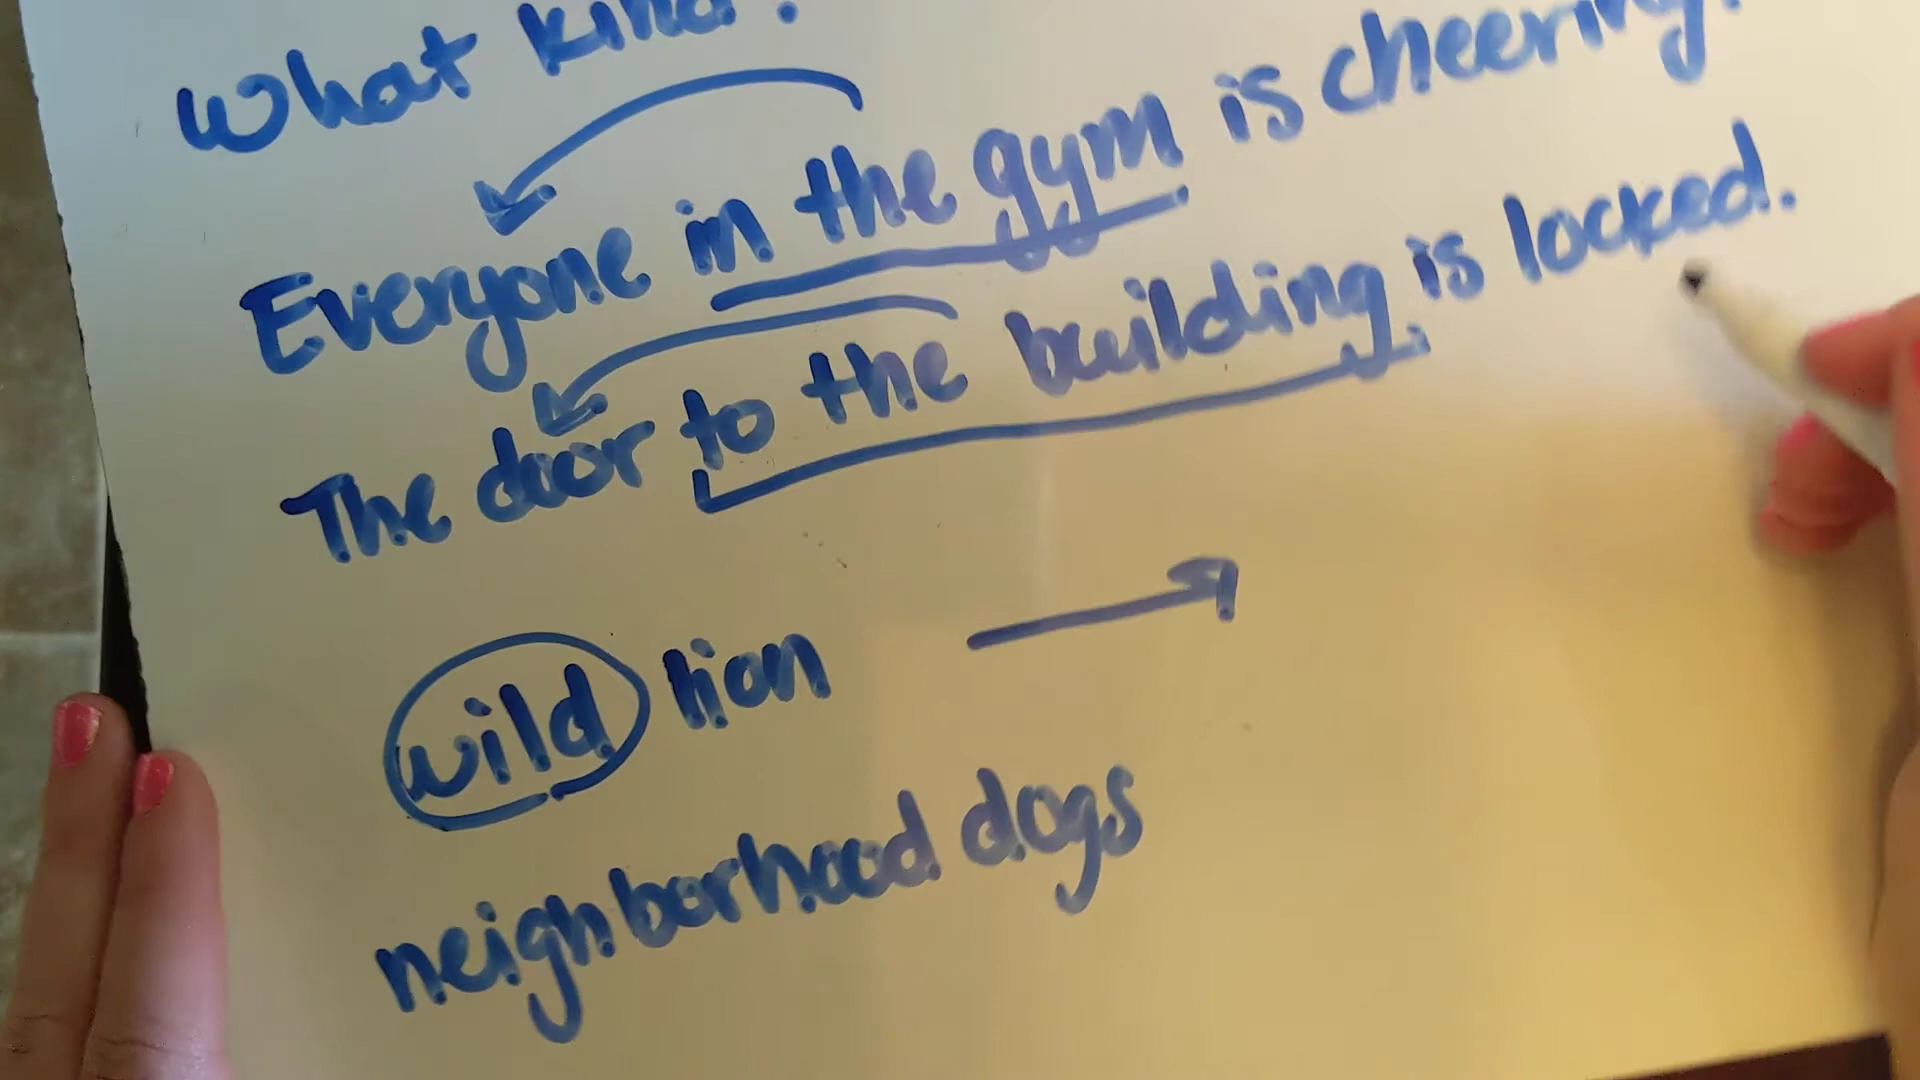 What kind?
Everyone in the gym is cheering.
The door to the building is locked.
wild lion
neighborhood dogs